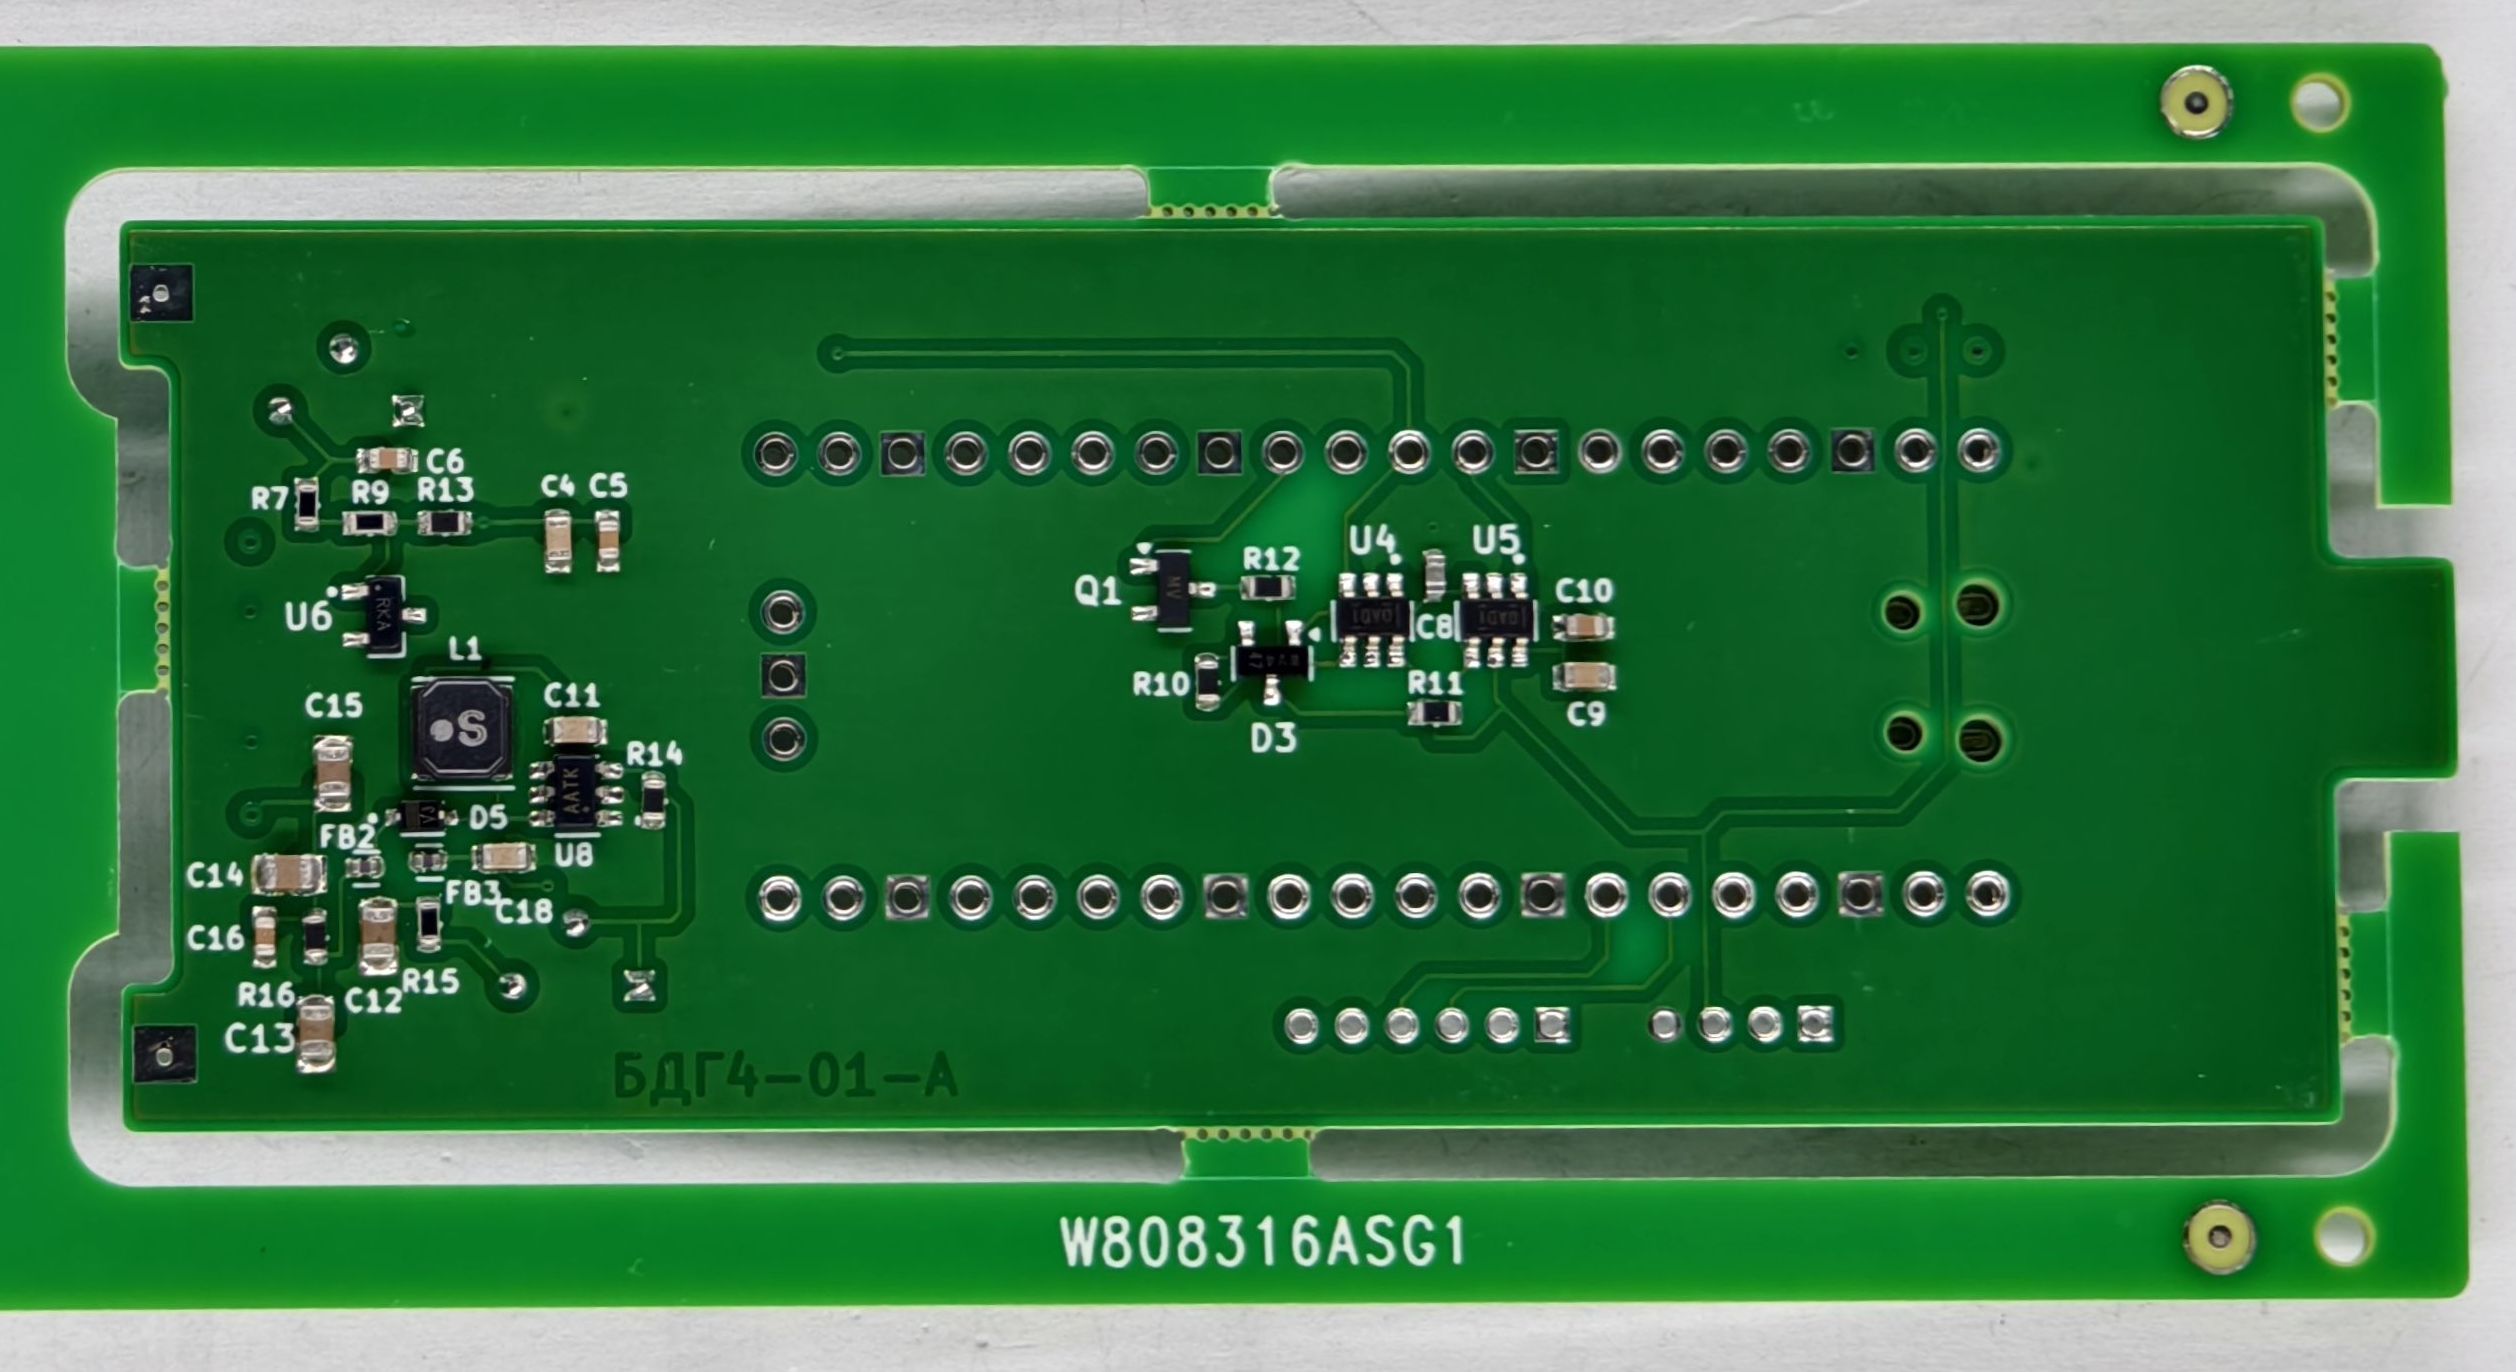 C6
R7 R9 R13 C4 C5
U4 U5
R12
Q1 C10
RKA MV
U6 OAD1 OAD1
C8
L1
R10 R11
C15 C11 C9
S
D3
R14
AATK
FB2 D5
U8
C14
FB3
C18
C16
R15
R16 C12
C13
БДГ4-01-А
W808316ASG1